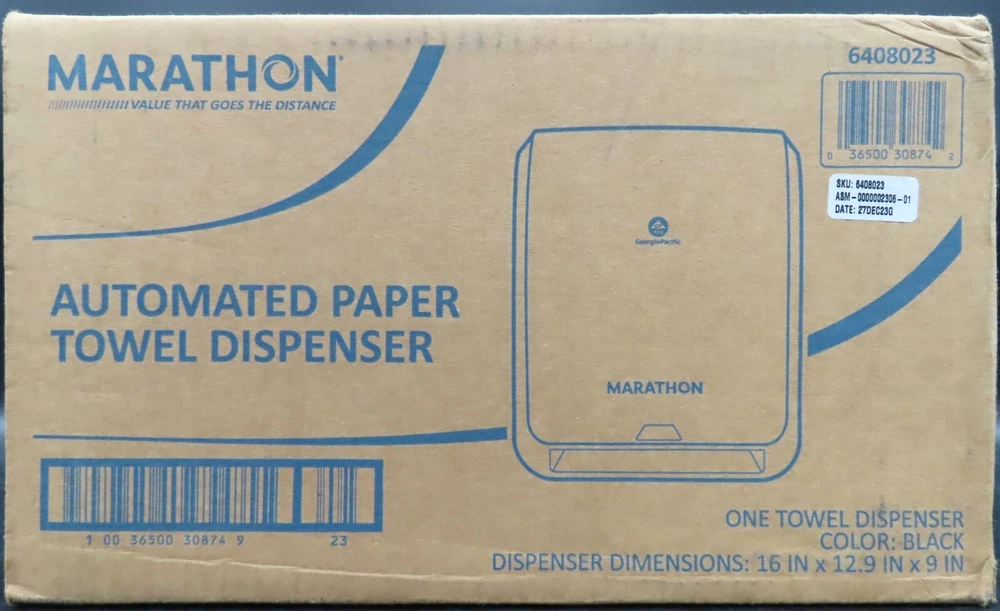 MARATHON
VALUE THAT GOES THE DISTANCE
6408023
0 36500 30874 2
SKU: 6408023
ASM-0000002306-01
DATE: 27DEC23G
Georgia-Pacific
AUTOMATED PAPER
TOWEL DISPENSER
MARATHON
1 00 36500 30874 9 23
ONE TOWEL DISPENSER
COLOR: BLACK
DISPENSER DIMENSIONS: 16 IN x 12.9 IN x 9 IN